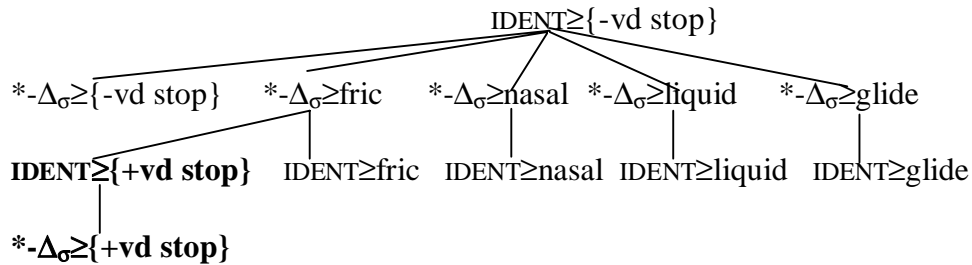 IDENT≥{-vd stop}
*-Δσ≥{-vd stop} *-Δσ≥fric *-Δσ≥nasal *-Δσ≥liquid *-Δσ≥glide
IDENT≥{+vd stop} IDENT≥fric IDENT≥nasal IDENT≥liquid IDENT≥glide
*-Δσ≥{+vd stop}